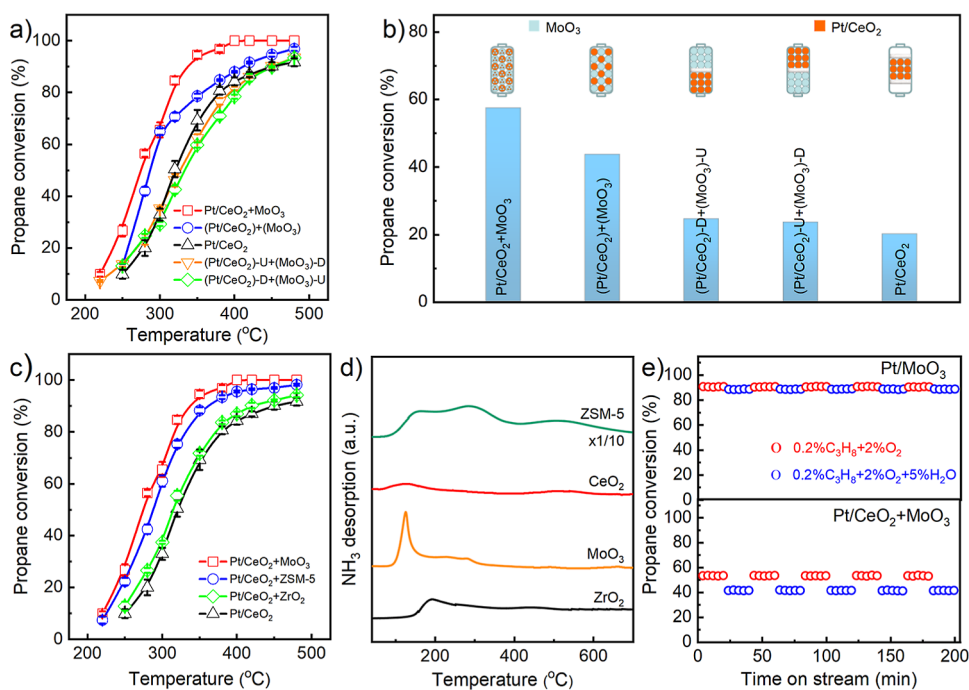 a)
Propane conversion (%)
100
80
60
40
20
0
Pt/CeO2+MoO3
(Pt/CeO2)+(MoO3)
Pt/CeO2
(Pt/CeO2)-U+(MoO3)-D
(Pt/CeO2)-D+(MoO3)-U
200 300 400 500
Temperature (°C)
b)
MoO3 Pt/CeO2
Propane conversion (%)
80
60
40
20
0
Pt/CeO2+MoO3
(Pt/CeO2)+(MoO3)
(Pt/CeO2)-D+(MoO3)-U
(Pt/CeO2)-U+(MoO3)-D
Pt/CeO2
c)
Propane conversion (%)
100
80
60
40
20
0
Pt/CeO2+MoO3
Pt/CeO2+ZSM-5
Pt/CeO2+ZrO2
Pt/CeO2
200 300 400 500
Temperature (°C)
d)
NH3 desorption (a.u.)
ZSM-5
x1/10
CeO2
MoO3
ZrO2
200 400 600
Temperature (°C)
e)
Propane conversion (%)
100
80
60
40
20
0
Pt/MoO3
0.2%C3H8+2%O2
0.2%C3H8+2%O2+5%H2O
100
80
60
40
20
0
Pt/CeO2+MoO3
0 50 100 150 200
Time on stream (min)